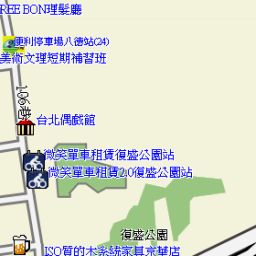 REE BON理髮廳
便利停車場八德站(24)
美術文理短期補習班
106巷
台北偶戲館
微笑單車租賃復盛公園站
微笑單車租賃2.0復盛公園站
復盛公園
ISO質的木系統家具京華店